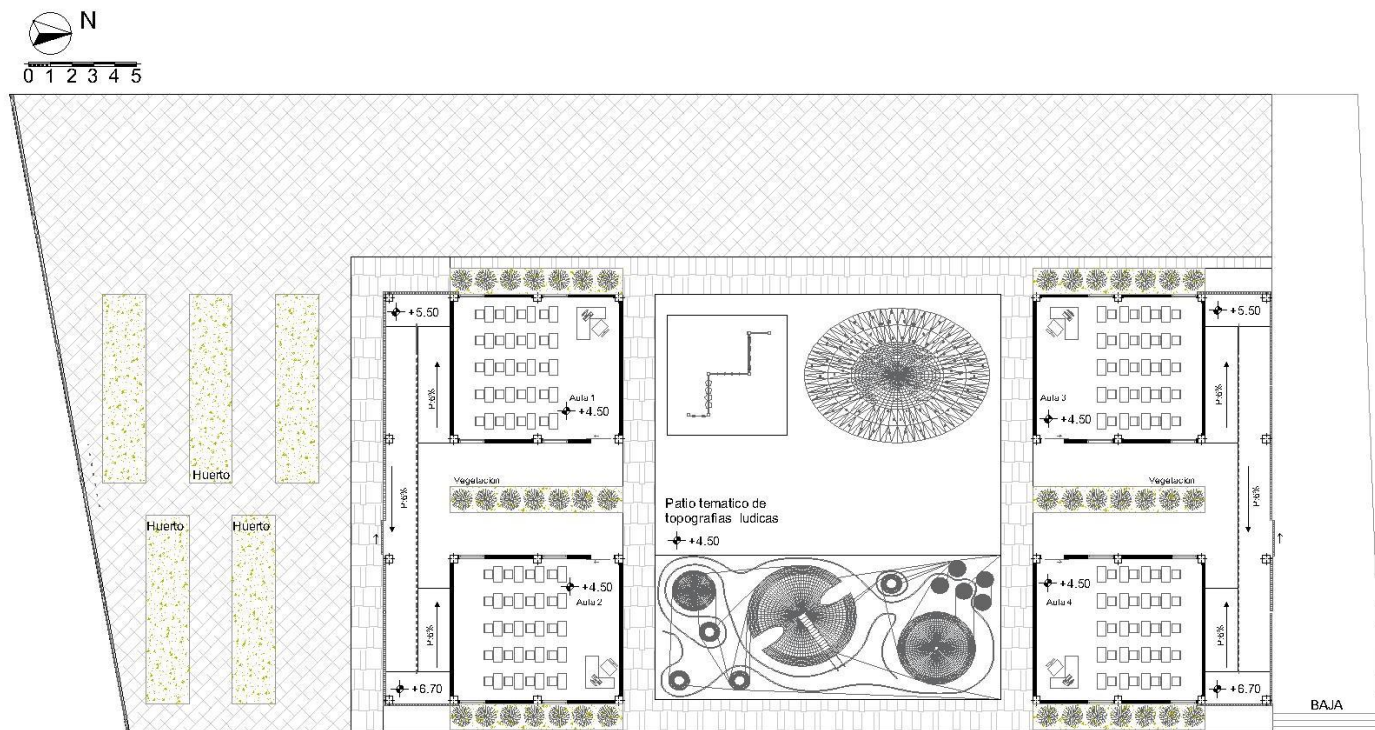 N
0 1 2 3 4 5
+5.50
+5.50
P:6%
Aula 1
+4.50
P:6%
Aula 3
+4.50
P:6%
P:6%
Huerto
Vegetacion
Vegetacion
P:6%
P:6%
Patio tematico de
topografias ludicas
+4.50
Huerto
Huerto
+4.50
Aula 2
+4.50
Aula 4
P:6%
P:6%
+6.70
+6.70
BAJA